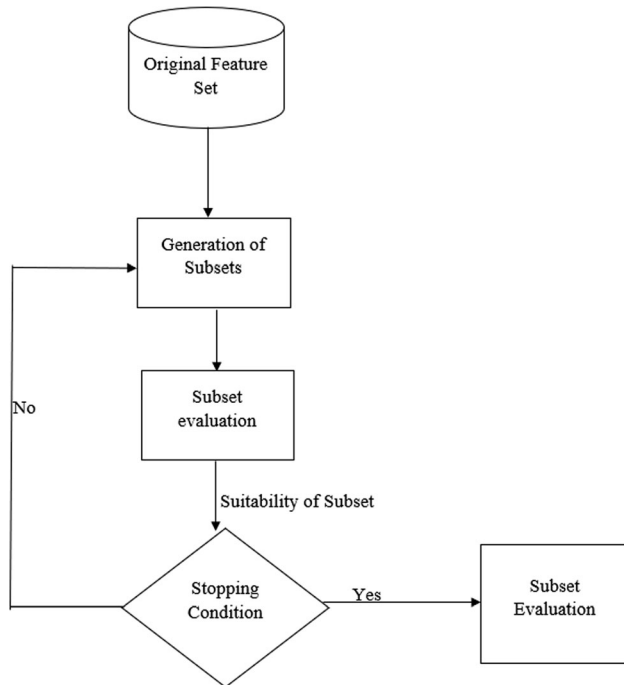 Original Feature
Set
Generation of
Subsets
Subset
evaluation
No
Suitability of Subset
Stopping
Condition
Yes
Subset
Evaluation